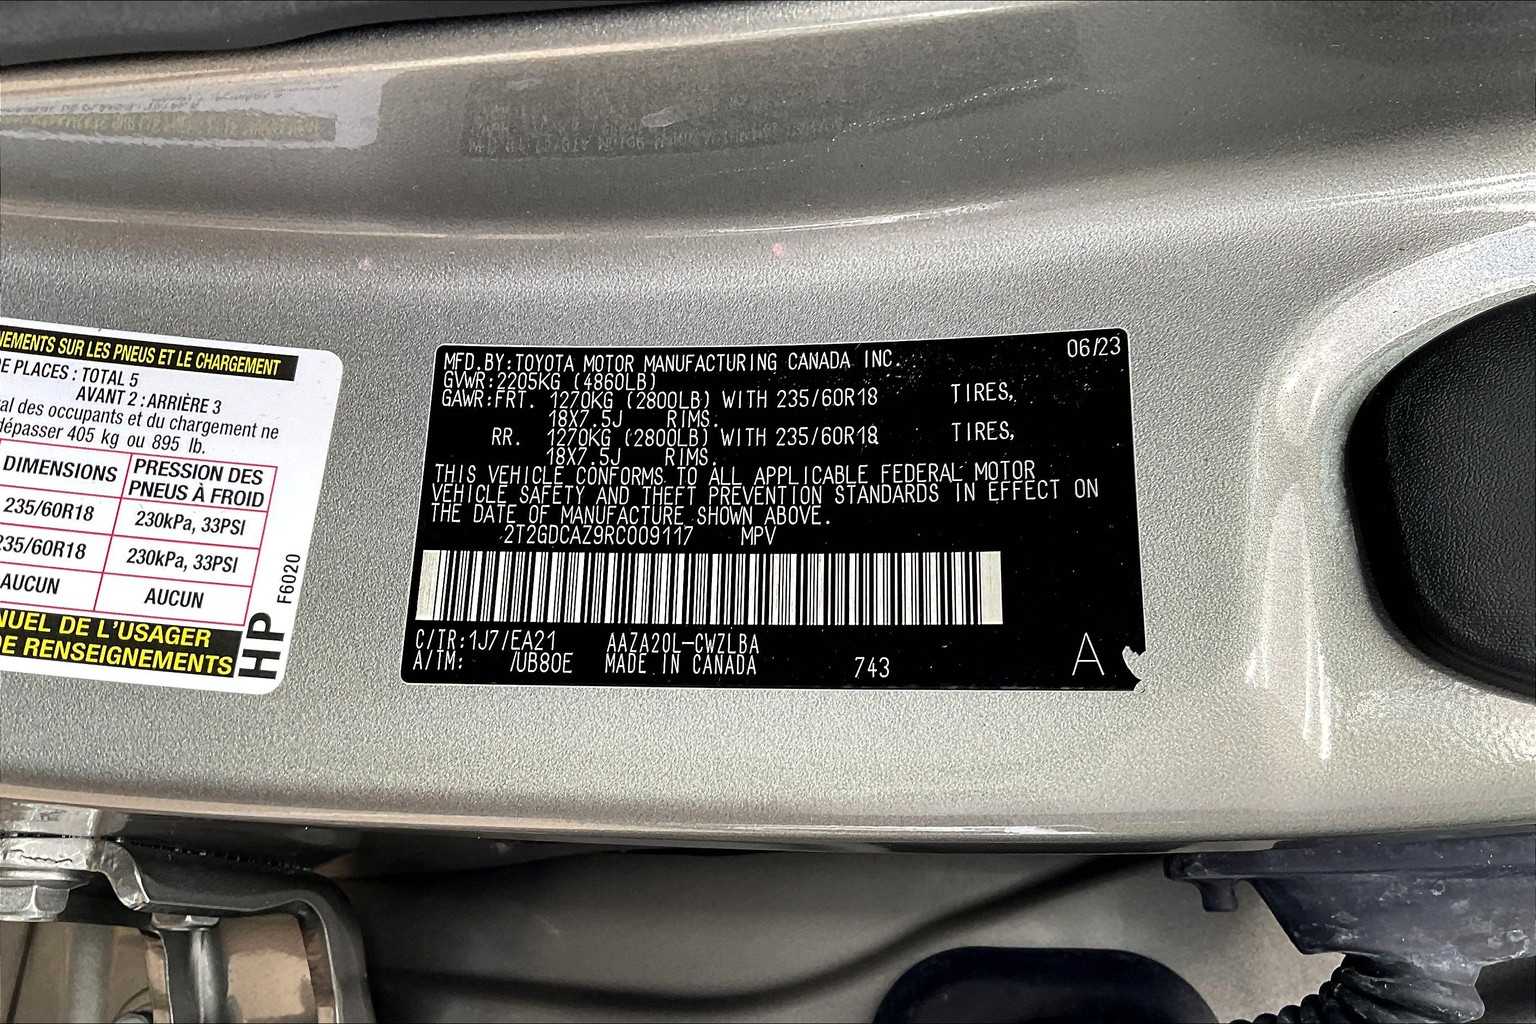 NEMENTS SUR LES PNEUS ET LE CHARGEMENT
DE PLACES : TOTAL 5
AVANT 2 : ARRIÈRE 3
al des occupants et du chargement ne
dépasser 405 kg ou 895 lb.
DIMENSIONS PRESSION DES PNEUS À FROID
235/60R18 230kPa, 33PSI
235/60R18 230kPa, 33PSI
AUCUN AUCUN
NUEL DE L'USAGER
DE RENSEIGNEMENTS
HP
F6020
MFD.BY:TOYOTA MOTOR MANUFACTURING CANADA INC. 06/23
GVWR:2205KG (4860LB)
GAWR:FRT. 1270KG (2800LB) WITH 235/60R18 TIRES,
18X7.5J RIMS.
RR. 1270KG (2800LB) WITH 235/60R18 TIRES,
18X7.5J RIMS.
THIS VEHICLE CONFORMS TO ALL APPLICABLE FEDERAL MOTOR
VEHICLE SAFETY AND THEFT PREVENTION STANDARDS IN EFFECT ON
THE DATE OF MANUFACTURE SHOWN ABOVE.
2T2GDCAZ9RC009117 MPV
C/TR:1J7/EA21 AAZA20L-CWZLBA
A/TM: /UB80E MADE IN CANADA 743 A